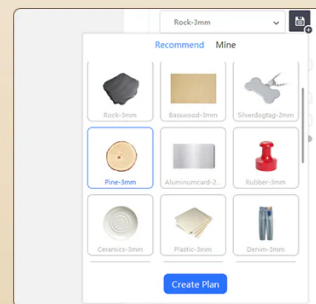 Rock-3mm
Recommend Mine
Rock-3mm Basswood-3mm Silverdogtag-3mm
Pine-3mm Aluminumcard-2... Rubber-3mm
Ceramics-3mm Plastic-3mm Denim-3mm
Create Plan